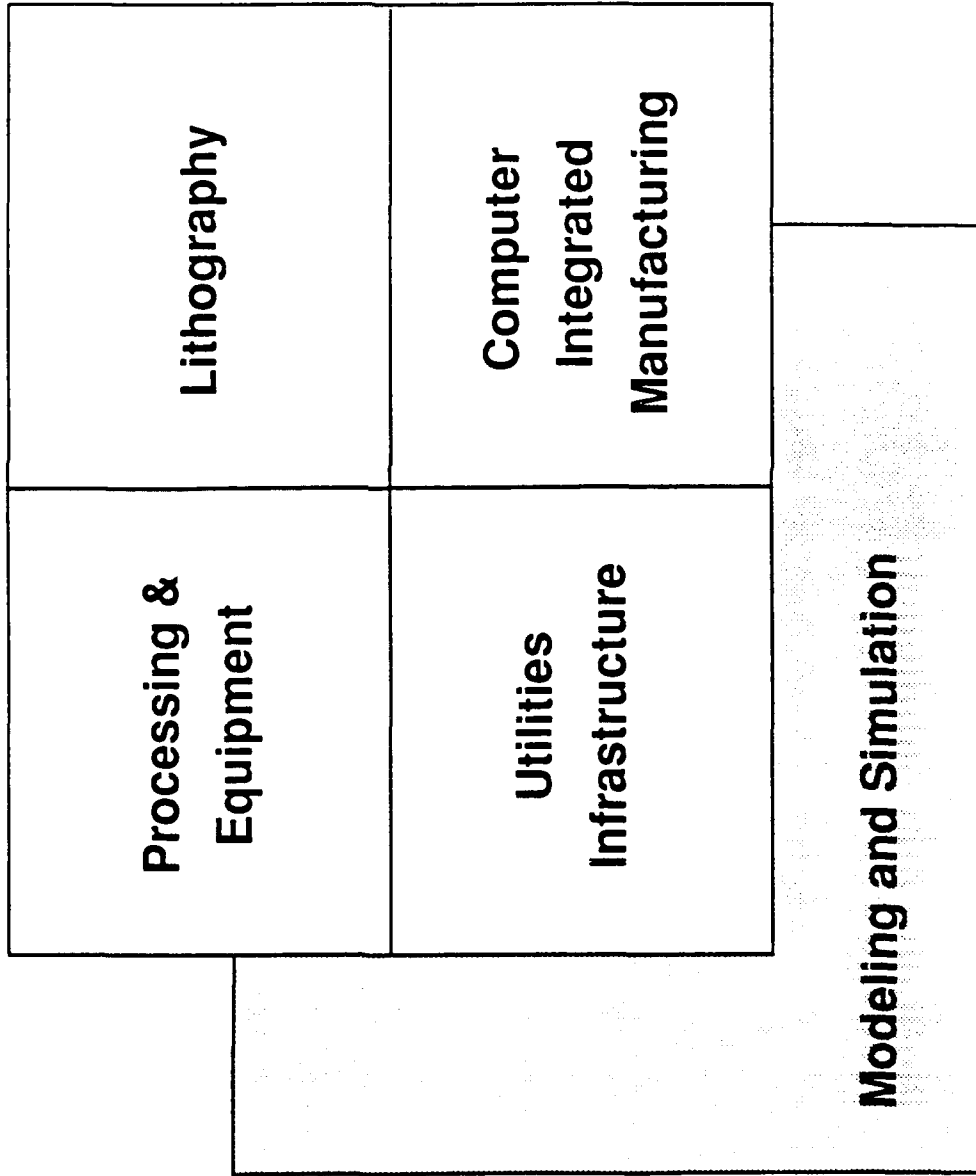 Processing &
Equipment
Lithography
Utilities
Infrastructure
Computer
Integrated
Manufacturing
Modeling and Simulation